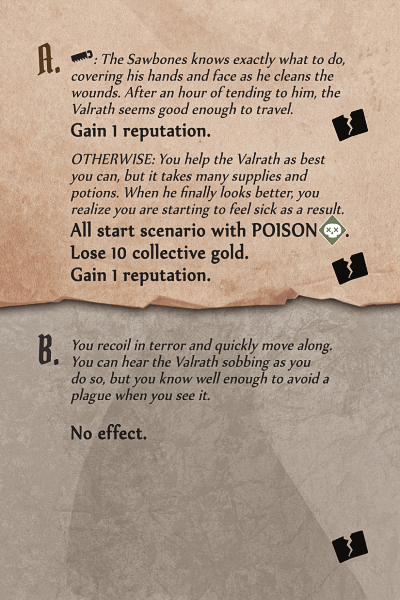 A. : The Sawbones knows exactly what to do,
covering his hands and face as he cleans the
wounds. After an hour of tending to him, the
Valrath seems good enough to travel.
Gain 1 reputation.
OTHERWISE: You help the Valrath as best
you can, but it takes many supplies and
potions. When he finally looks better, you
realize you are starting to feel sick as a result.
All start scenario with POISON .
Lose 10 collective gold.
Gain 1 reputation.
B. You recoil in terror and quickly move along.
You can hear the Valrath sobbing as you
do so, but you know well enough to avoid a
plague when you see it.
No effect.